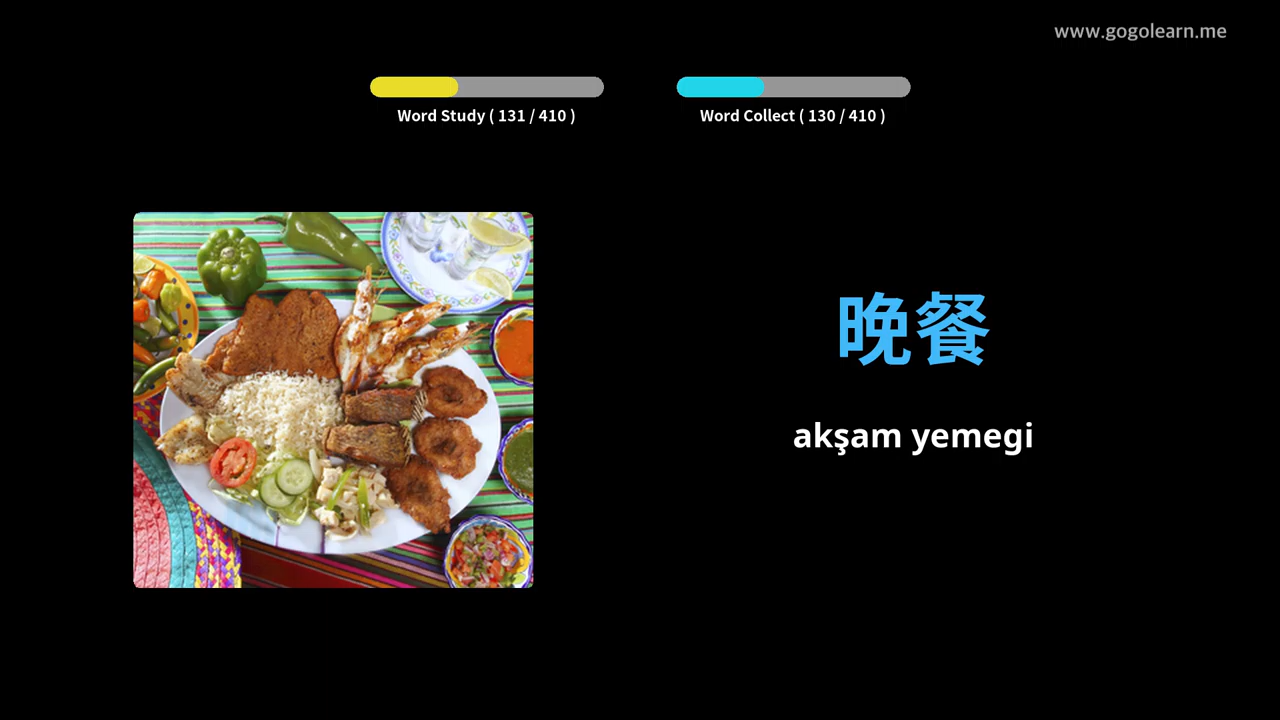 www.gogolearn.me
Word Study ( 131 / 410 )
Word Collect ( 130 / 410 )
晚餐
akşam yemegi